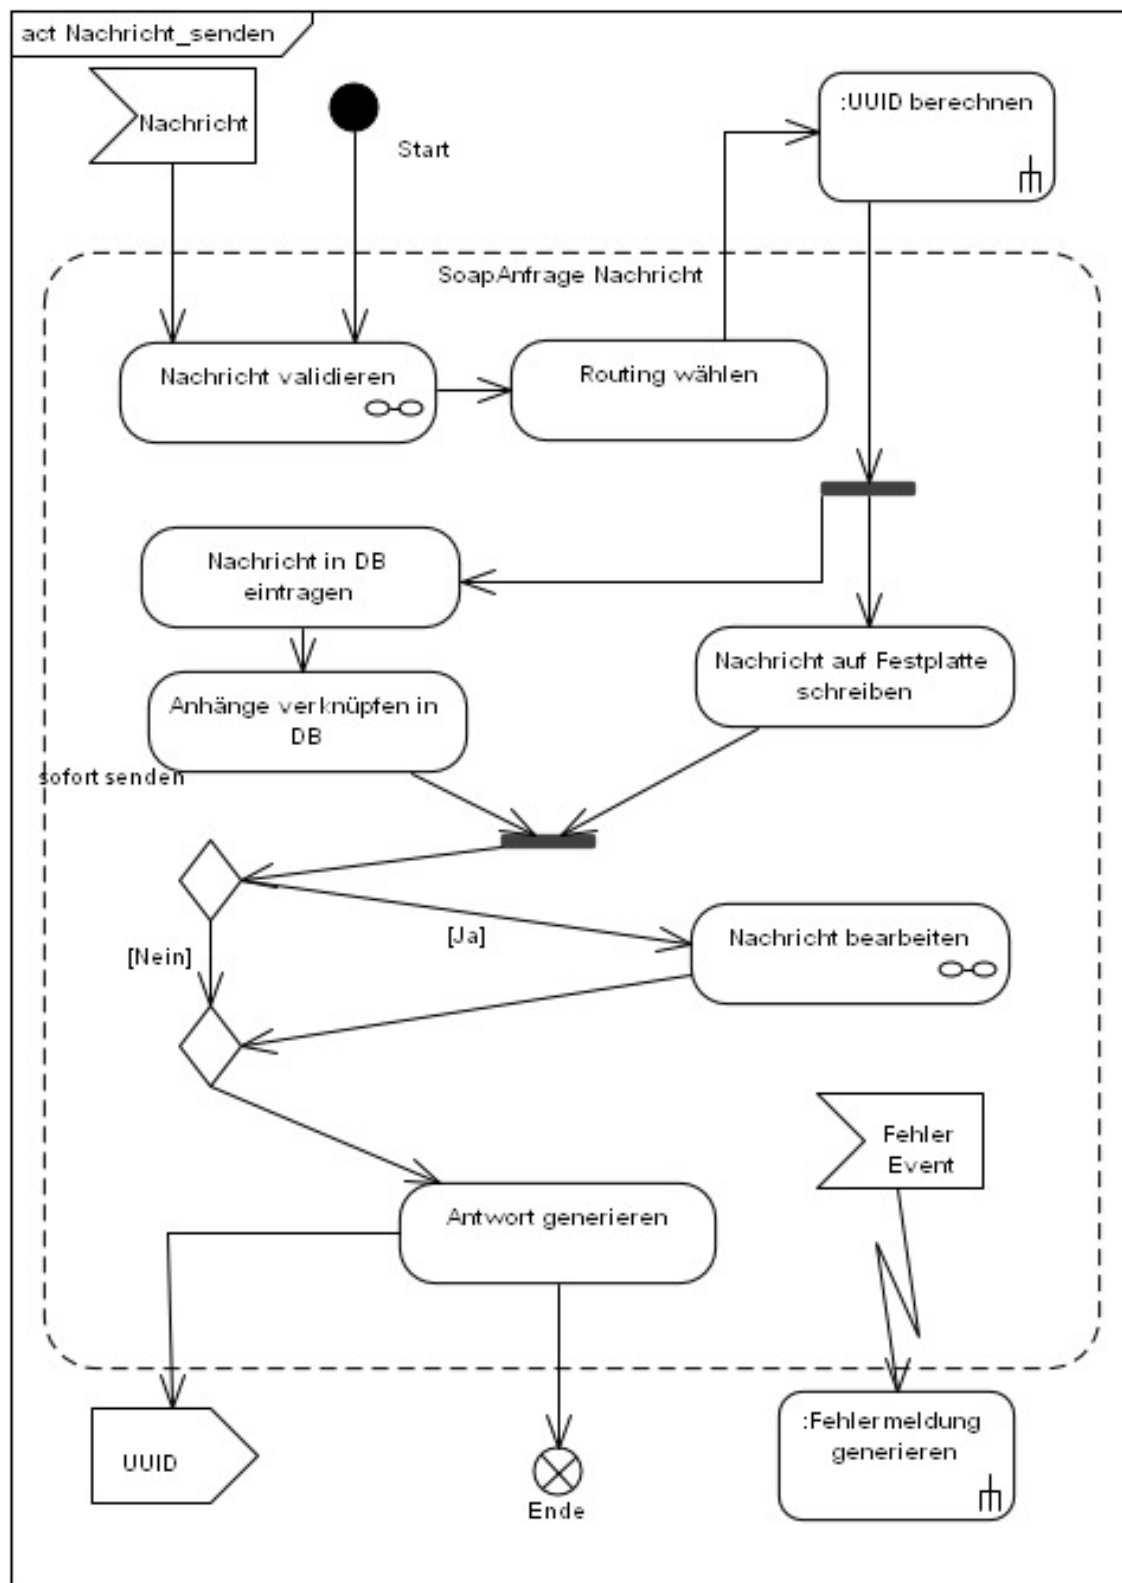 act Nachricht_senden
Nachricht
Start
:UUID berechnen
SoapAnfrage Nachricht
Nachricht validieren
Routing wählen
Nachricht in DB
eintragen
Nachricht auf Festplatte
schreiben
Anhänge verknüpfen in
DB
sofort senden
[Nein]
[Ja]
Nachricht bearbeiten
Fehler
Event
Antwort generieren
:Fehlermeldung
generieren
UUID
Ende